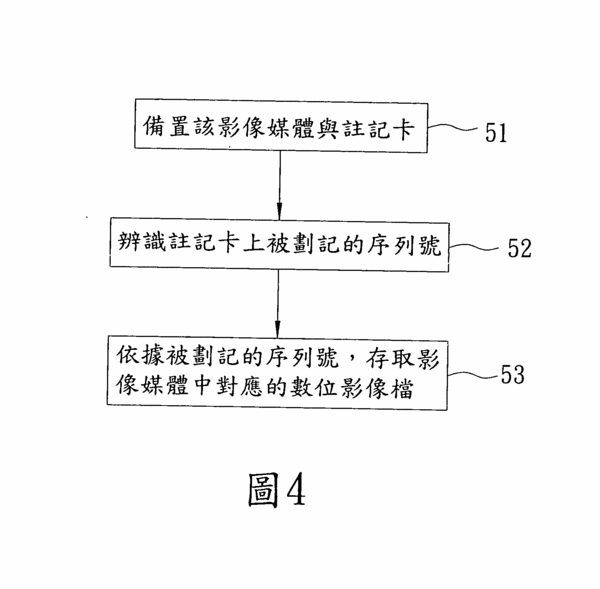 備置該影像媒體與註記卡
51
辨識註記卡上被劃記的序列號
52
依據被劃記的序列號，存取影
像媒體中對應的數位影像檔
53
圖4